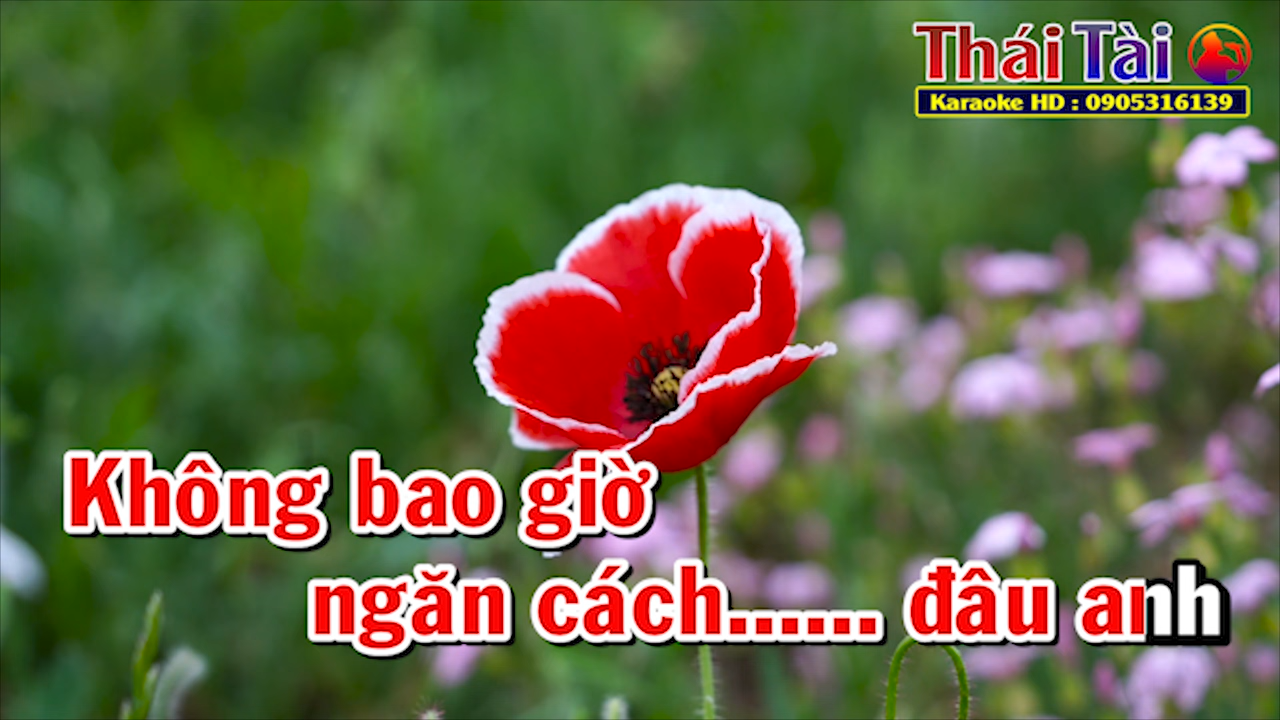 Thái Tài
Karaoke HD : 0905316139
Không bao giờ
ngăn cách...... đâu anh